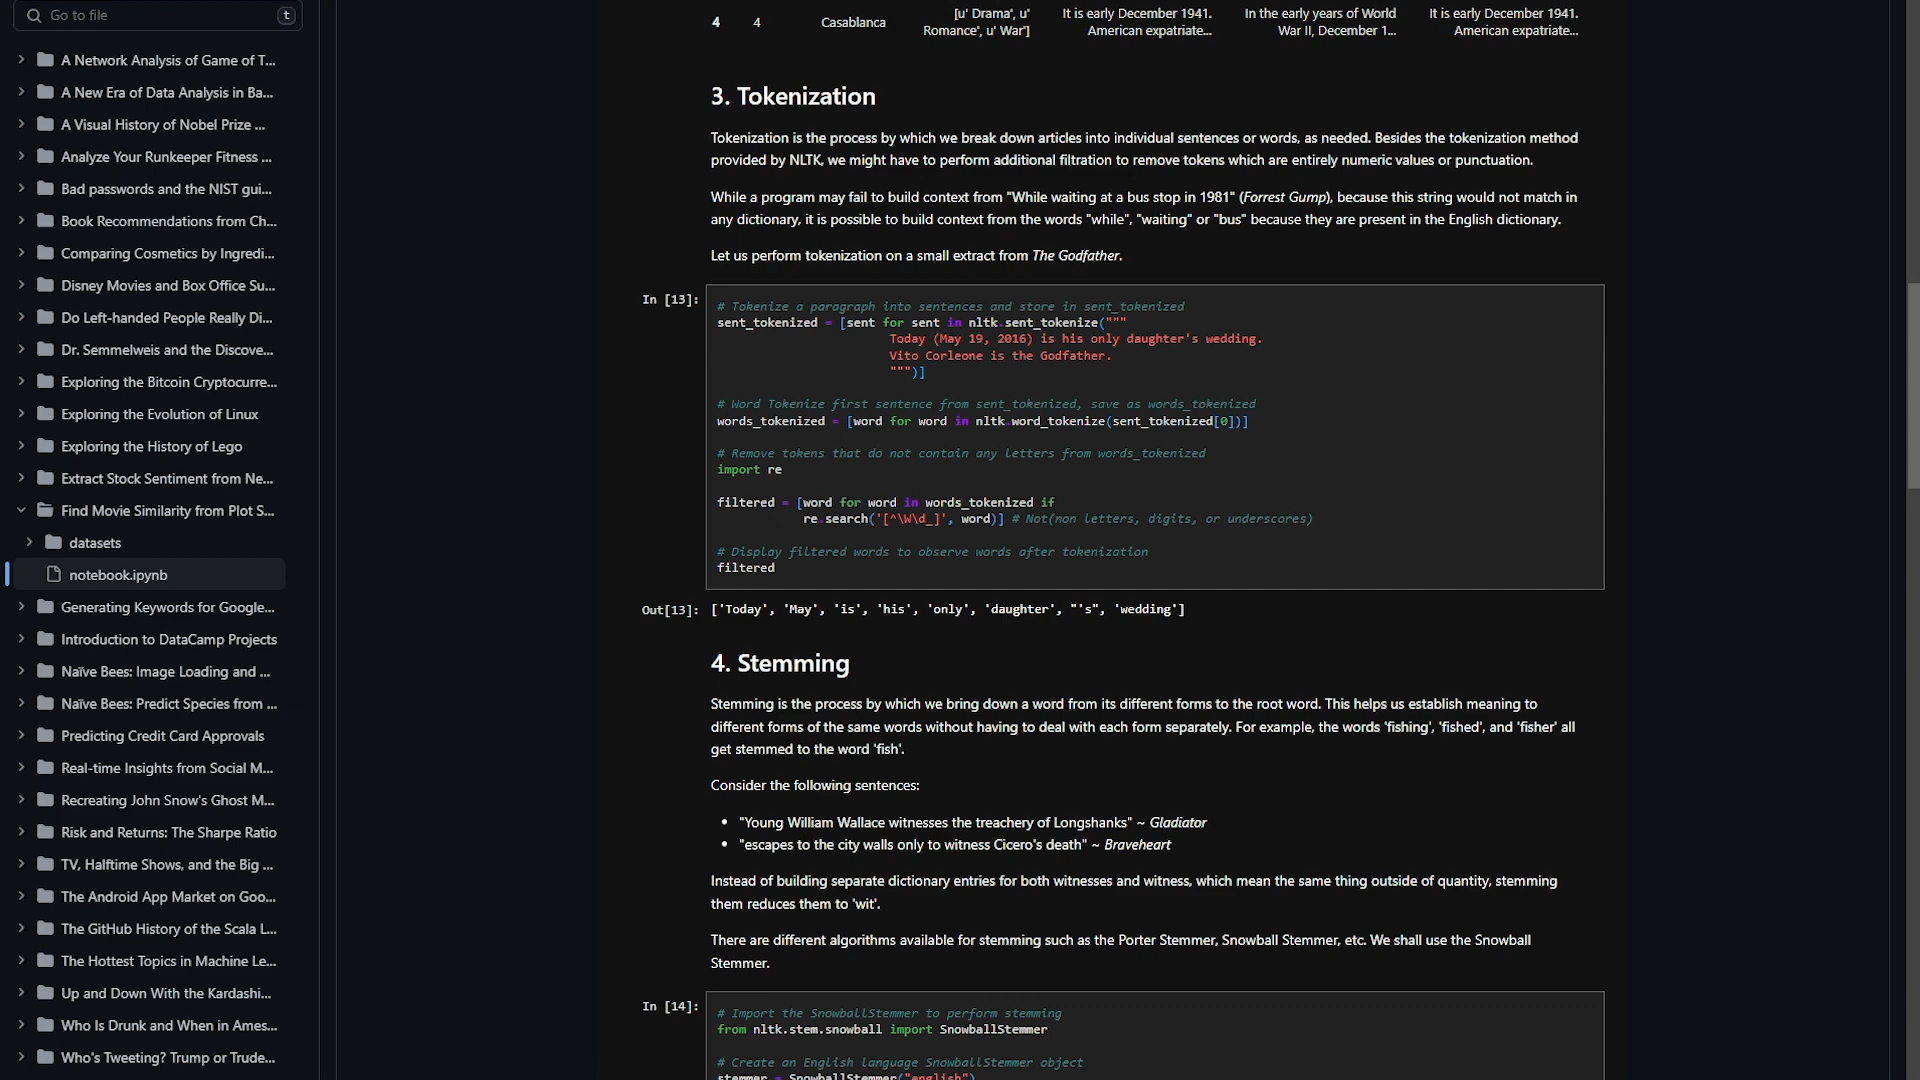 Go to file
t
A Network Analysis of Game of T...
A New Era of Data Analysis in Ba...
A Visual History of Nobel Prize ...
Analyze Your Runkeeper Fitness ...
Bad passwords and the NIST gui...
Book Recommendations from Ch...
Comparing Cosmetics by Ingredi...
Disney Movies and Box Office Su...
Do Left-handed People Really Di...
Dr. Semmelweis and the Discove...
Exploring the Bitcoin Cryptocurre...
Exploring the Evolution of Linux
Exploring the History of Lego
Extract Stock Sentiment from Ne...
Find Movie Similarity from Plot S...
datasets
notebook.ipynb
Generating Keywords for Google...
Introduction to DataCamp Projects
Naïve Bees: Image Loading and ...
Naïve Bees: Predict Species from ...
Predicting Credit Card Approvals
Real-time Insights from Social M...
Recreating John Snow's Ghost M...
Risk and Returns: The Sharpe Ratio
TV, Halftime Shows, and the Big ...
The Android App Market on Goo...
The GitHub History of the Scala L...
The Hottest Topics in Machine Le...
Up and Down With the Kardashi...
Who Is Drunk and When in Ames...
Who's Tweeting? Trump or Trude...
4 4 Casablanca [u' Drama', u' It is early December 1941. In the early years of World It is early December 1941.
Romance', u' War'] American expatriate... War II, December 1... American expatriate...
3. Tokenization
Tokenization is the process by which we break down articles into individual sentences or words, as needed. Besides the tokenization method
provided by NLTK, we might have to perform additional filtration to remove tokens which are entirely numeric values or punctuation.
While a program may fail to build context from "While waiting at a bus stop in 1981" (Forrest Gump), because this string would not match in
any dictionary, it is possible to build context from the words "while", "waiting" or "bus" because they are present in the English dictionary.
Let us perform tokenization on a small extract from The Godfather.
In [13]:
# Tokenize a paragraph into sentences and store in sent_tokenized
sent_tokenized = [sent for sent in nltk.sent_tokenize("""
Today (May 19, 2016) is his only daughter's wedding.
Vito Corleone is the Godfather.
""")]
# Word Tokenize first sentence from sent_tokenized, save as words_tokenized
words_tokenized = [word for word in nltk.word_tokenize(sent_tokenized[0])]
# Remove tokens that do not contain any letters from words_tokenized
import re
filtered = [word for word in words_tokenized if
re.search('[^\W\d_]', word)] # Not(non letters, digits, or underscores)
# Display filtered words to observe words after tokenization
filtered
Out[13]: ['Today', 'May', 'is', 'his', 'only', 'daughter', "'s", 'wedding']
4. Stemming
Stemming is the process by which we bring down a word from its different forms to the root word. This helps us establish meaning to
different forms of the same words without having to deal with each form separately. For example, the words 'fishing', 'fished', and 'fisher' all
get stemmed to the word 'fish'.
Consider the following sentences:
• "Young William Wallace witnesses the treachery of Longshanks" ~ Gladiator
• "escapes to the city walls only to witness Cicero's death" ~ Braveheart
Instead of building separate dictionary entries for both witnesses and witness, which mean the same thing outside of quantity, stemming
them reduces them to 'wit'.
There are different algorithms available for stemming such as the Porter Stemmer, Snowball Stemmer, etc. We shall use the Snowball
Stemmer.
In [14]:
# Import the SnowballStemmer to perform stemming
from nltk.stem.snowball import SnowballStemmer
# Create an English language SnowballStemmer object
stemmer = SnowballStemmer("english")